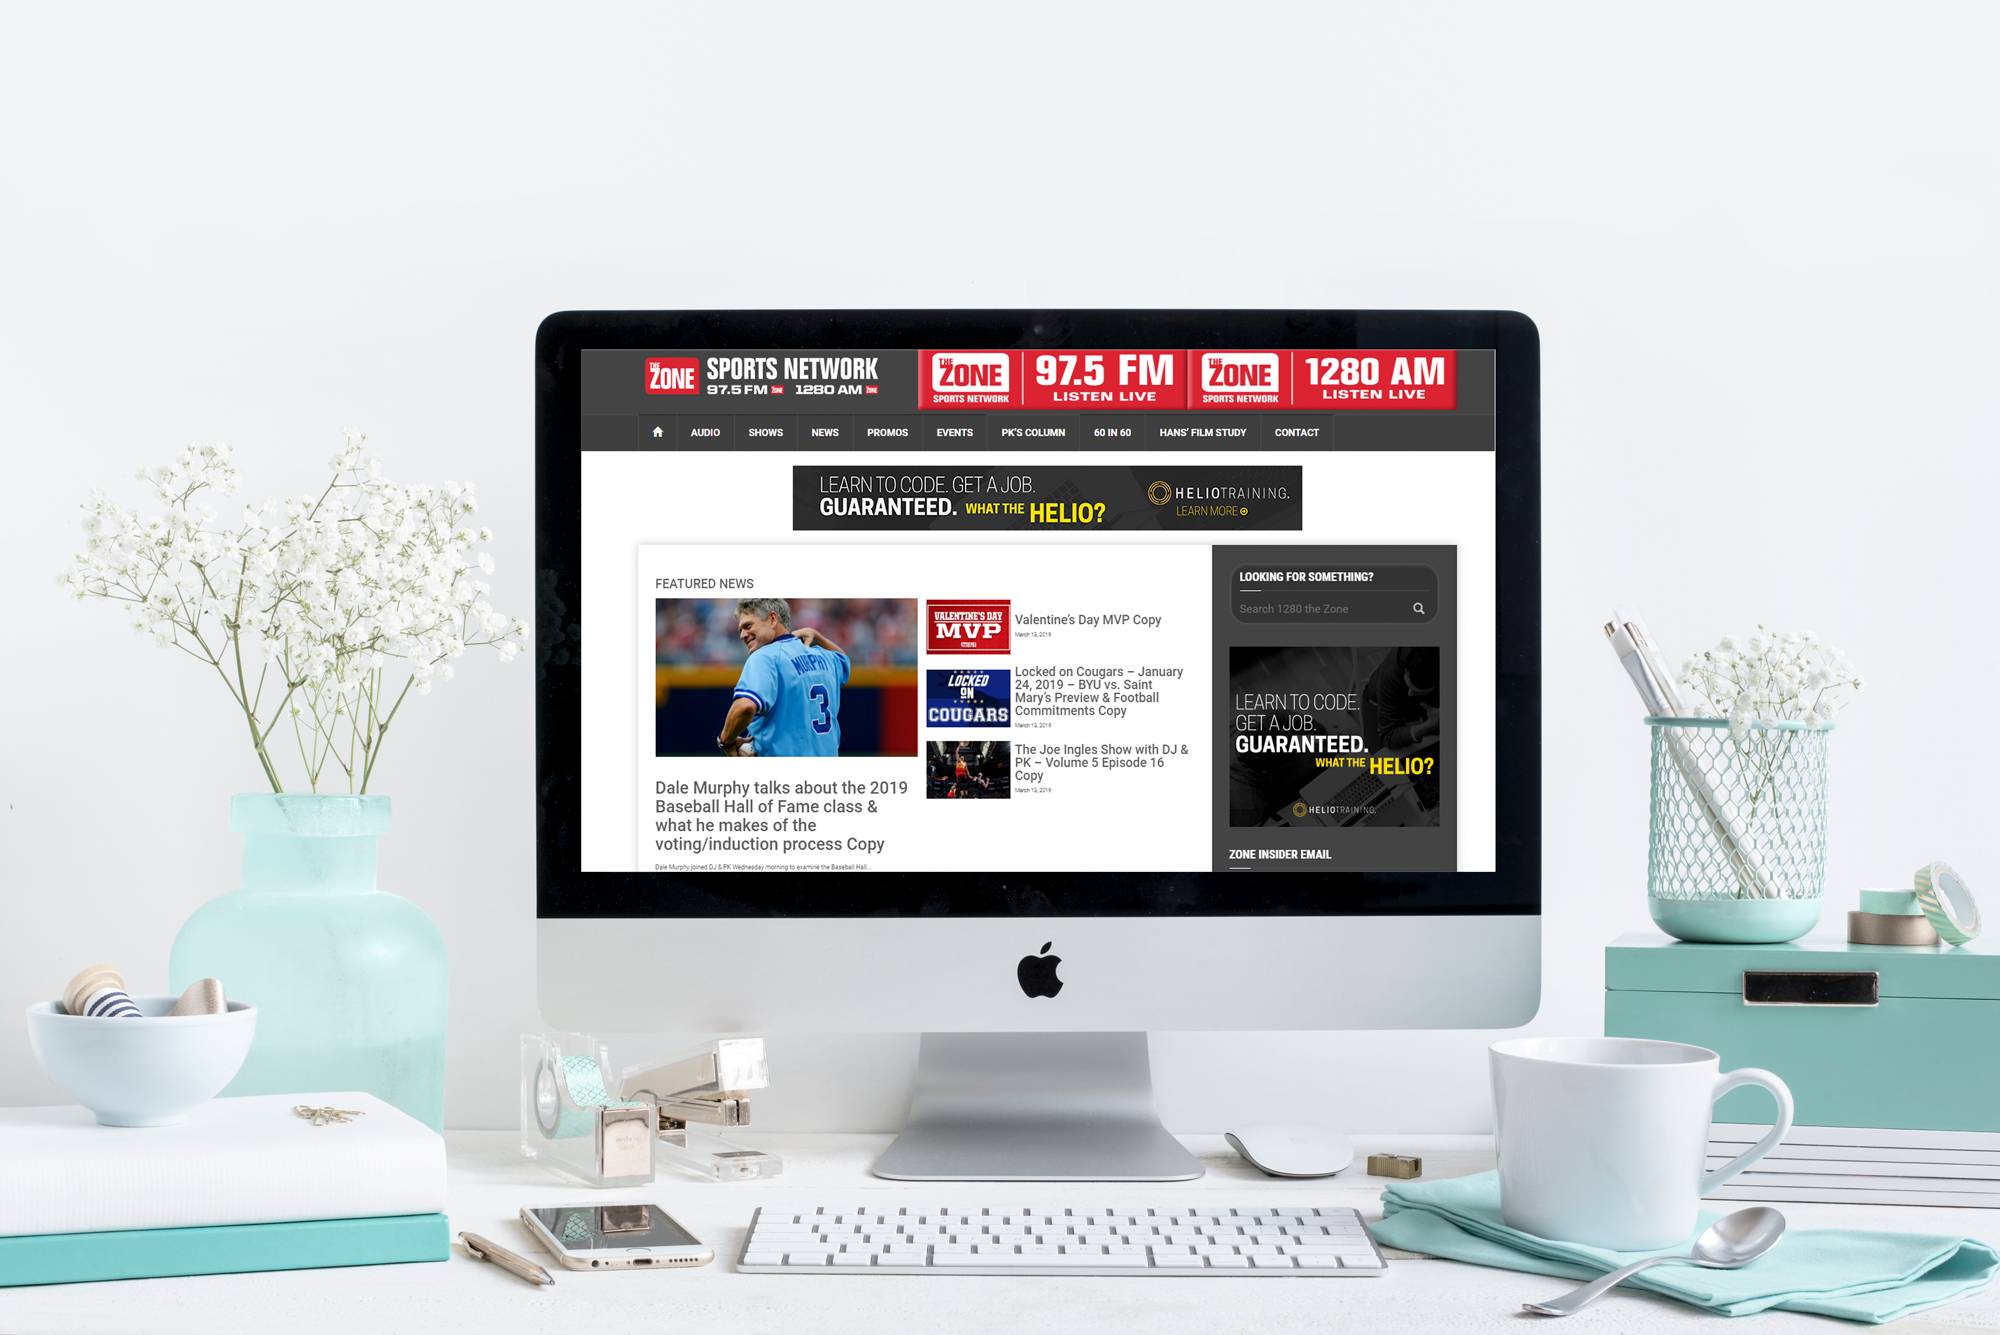 THE
ZONE
SPORTS NETWORK
97.5 FM ZONE 1280 AM ZONE
THE
ZONE
SPORTS NETWORK
97.5 FM
LISTEN LIVE
THE
ZONE
SPORTS NETWORK
1280 AM
LISTEN LIVE
AUDIO SHOWS NEWS PROMOS EVENTS PK'S COLUMN 60 IN 60 HANS' FILM STUDY CONTACT
LEARN TO CODE. GET A JOB.
GUARANTEED. WHAT THE HELIO?
HELIOTRAINING.
LEARN MORE
FEATURED NEWS
MURPHY
3
Dale Murphy talks about the 2019
Baseball Hall of Fame class &
what he makes of the
voting/induction process Copy
Dale Murphy joined DJ & PK Wednesday morning to examine the Baseball Hall...
VALENTINE'S DAY
MVP
Valentine's Day MVP Copy
March 13, 2019
LOCKED
ON
COUGARS
Locked on Cougars – January
24, 2019 – BYU vs. Saint
Mary's Preview & Football
Commitments Copy
March 13, 2019
The Joe Ingles Show with DJ &
PK – Volume 5 Episode 16
Copy
March 13, 2019
LOOKING FOR SOMETHING?
Search 1280 the Zone
LEARN TO CODE.
GET A JOB.
GUARANTEED.
WHAT THE HELIO?
HELIOTRAINING.
ZONE INSIDER EMAIL